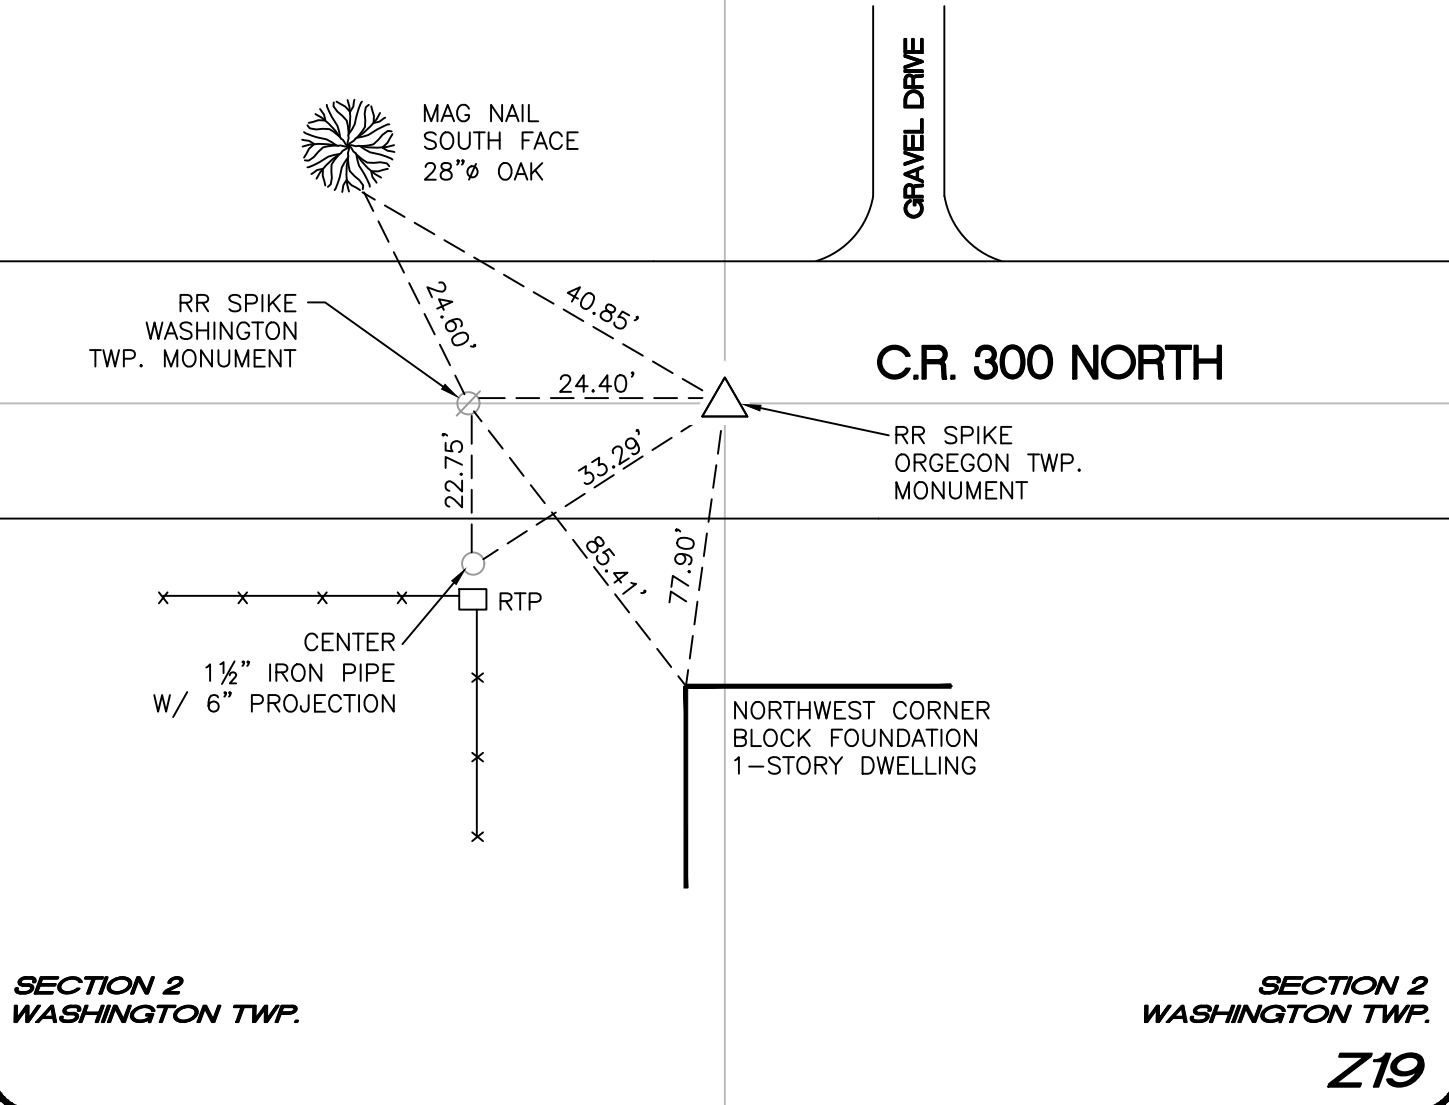 MAG NAIL
SOUTH FACE
28"ø OAK
GRAVEL DRIVE
RR SPIKE
WASHINGTON
TWP. MONUMENT
24.60'
40.85'
C.R. 300 NORTH
24.40'
RR SPIKE
ORGEGON TWP.
MONUMENT
22.75'
33.29'
85.41'
77.90'
RTP
CENTER
1½" IRON PIPE
W/ 6" PROJECTION
NORTHWEST CORNER
BLOCK FOUNDATION
1-STORY DWELLING
SECTION 2
WASHINGTON TWP.
SECTION 2
WASHINGTON TWP.
Z19